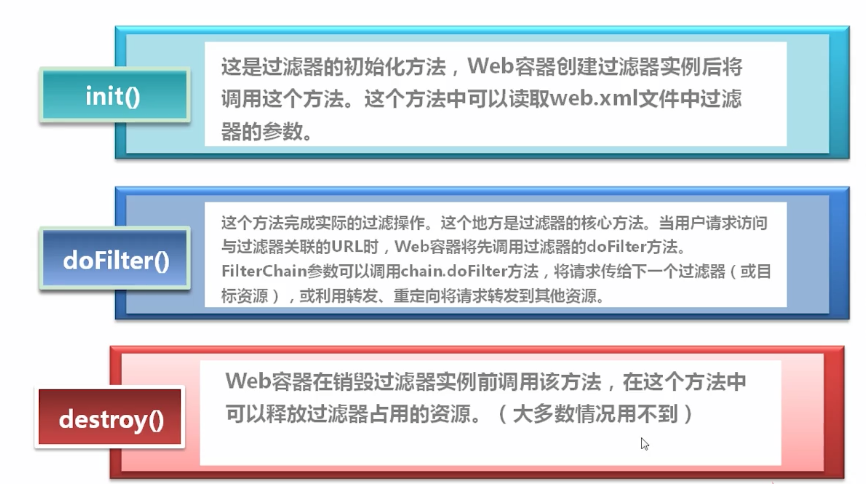 init()
这是过滤器的初始化方法，Web容器创建过滤器实例后将
调用这个方法。这个方法中可以读取web.xml文件中过滤
器的参数。
doFilter()
这个方法完成实际的过滤操作。这个地方是过滤器的核心方法。当用户请求访问
与过滤器关联的URL时，Web容器将先调用过滤器的doFilter方法。
FilterChain参数可以调用chain.doFilter方法，将请求传给下一个过滤器（或目
标资源），或利用转发、重定向将请求转发到其他资源。
destroy()
Web容器在销毁过滤器实例前调用该方法，在这个方法中
可以释放过滤器占用的资源。（大多数情况用不到）